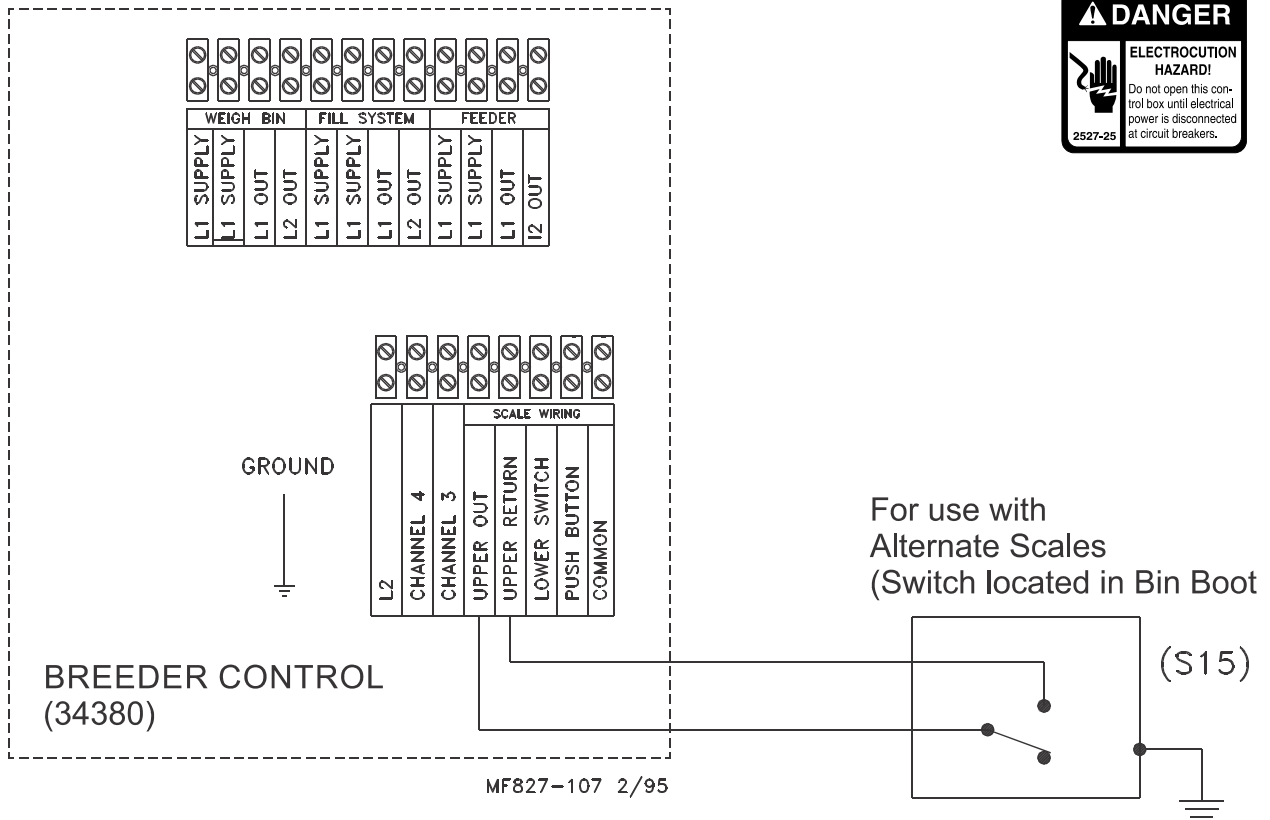 DANGER
ELECTROCUTION
HAZARD!
Do not open this con-
trol box until electrical
power is disconnected
at circuit breakers.
2527-25
WEIGH BIN
FILL SYSTEM
FEEDER
L1 SUPPLY
L1 SUPPLY
L1 OUT
L2 OUT
L1 SUPPLY
L1 SUPPLY
L1 OUT
L2 OUT
L1 SUPPLY
L1 SUPPLY
L1 OUT
l2 OUT
SCALE WIRING
L2
CHANNEL 4
CHANNEL 3
UPPER OUT
UPPER RETURN
LOWER SWITCH
PUSH BUTTON
COMMON
GROUND
For use with
Alternate Scales
(Switch located in Bin Boot
(S15)
BREEDER CONTROL
(34380)
MF827-107 2/95